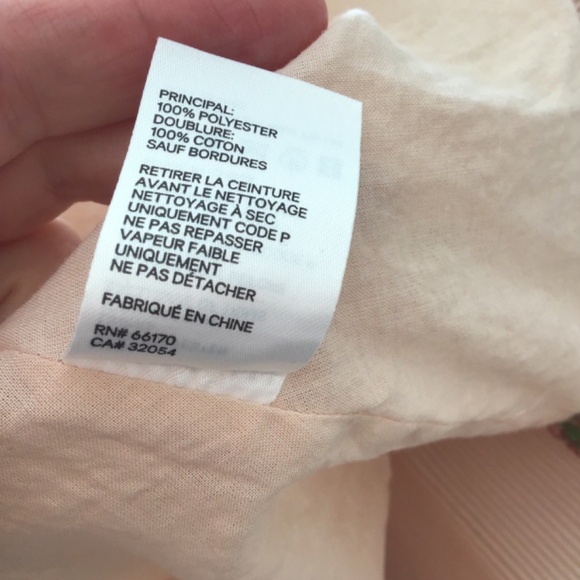 PRINCIPAL:
100% POLYESTER
DOUBLURE:
100% COTON
SAUF BORDURES
RETIRER LA CEINTURE
AVANT LE NETTOYAGE
NETTOYAGE À SEC
UNIQUEMENT CODE P
NE PAS REPASSER
VAPEUR FAIBLE
UNIQUEMENT
NE PAS DÉTACHER
FABRIQUÉ EN CHINE
RN# 66170
CA# 32054